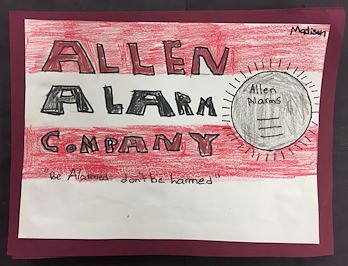 Madison
ALLEN
ALARM
COMPANY
Allen
Alarms
"Be Alarmed don't be harmed"